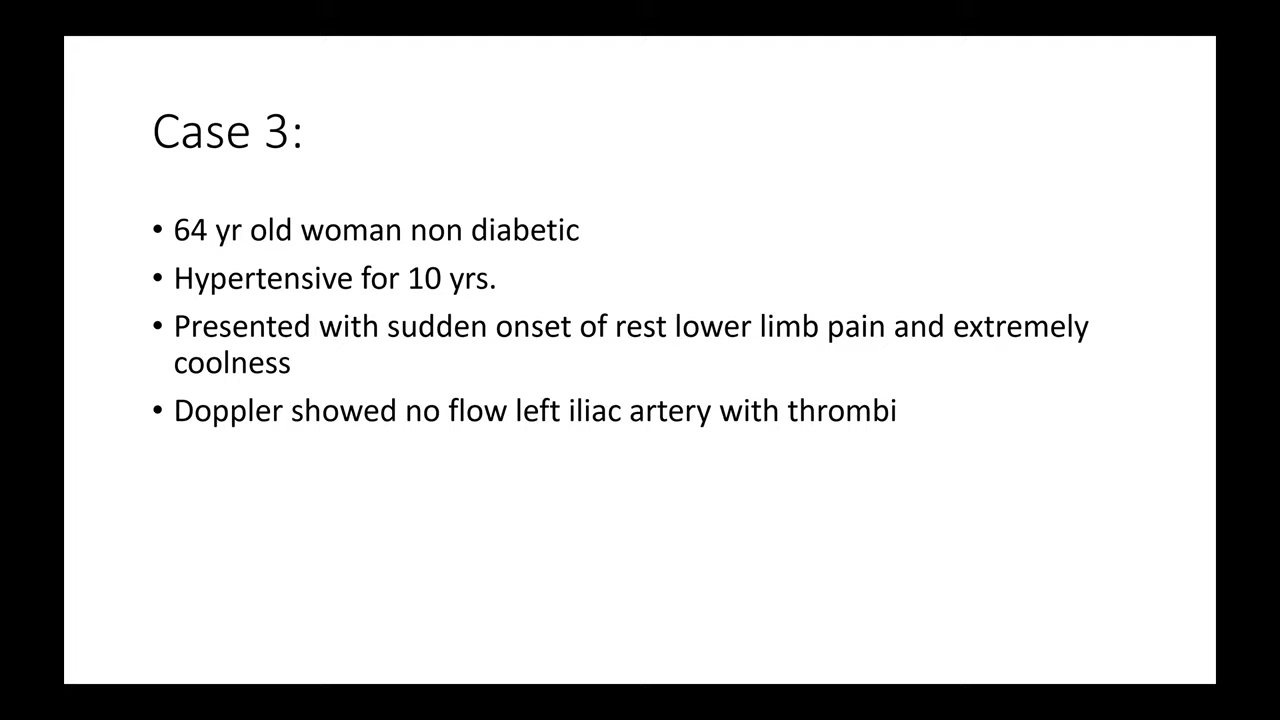 Case 3:
• 64 yr old woman non diabetic
• Hypertensive for 10 yrs.
• Presented with sudden onset of rest lower limb pain and extremely
coolness
• Doppler showed no flow left iliac artery with thrombi